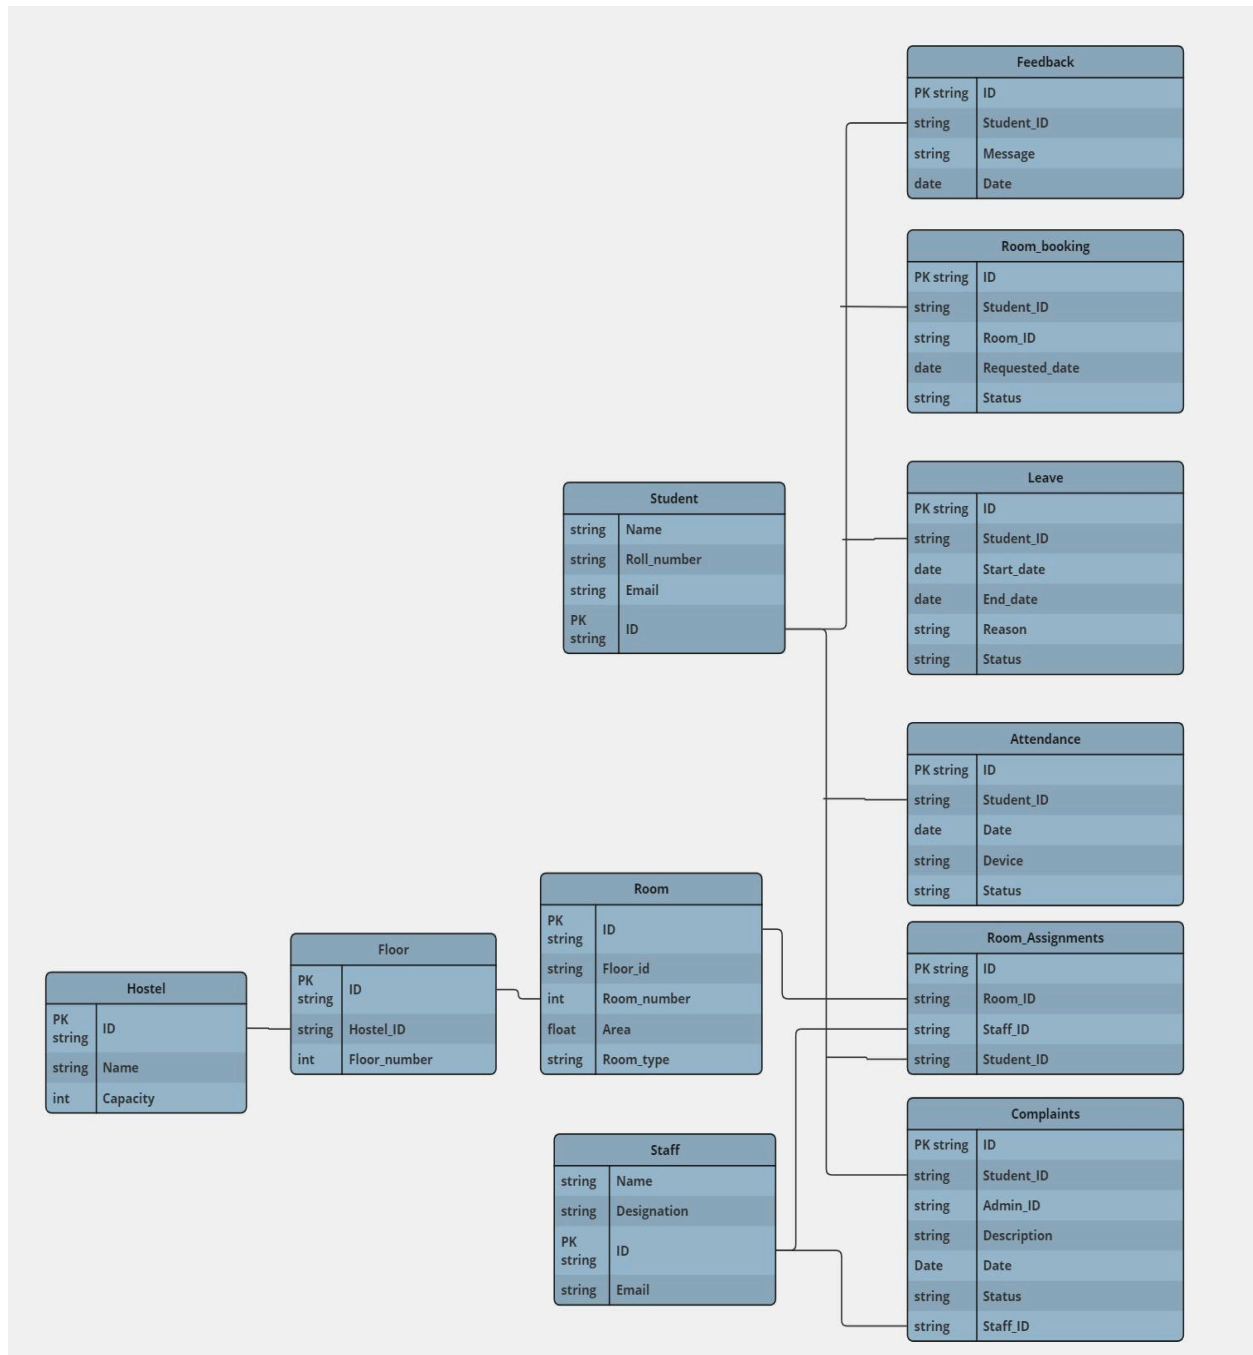 Feedback
PK string ID
string Student_ID
string Message
date Date
Room_booking
PK string ID
string Student_ID
string Room_ID
date Requested_date
string Status
Leave
PK string ID
string Student_ID
date Start_date
date End_date
string Reason
string Status
Student
string Name
string Roll_number
string Email
PK
string ID
Attendance
PK string ID
string Student_ID
date Date
string Device
string Status
Room
PK
string ID
string Floor_id
int Room_number
float Area
string Room_type
Floor
PK
string ID
string Hostel_ID
int Floor_number
Hostel
PK
string ID
string Name
int Capacity
Room_Assignments
PK string ID
string Room_ID
string Staff_ID
string Student_ID
Staff
string Name
string Designation
PK
string ID
string Email
Complaints
PK string ID
string Student_ID
string Admin_ID
string Description
Date Date
string Status
string Staff_ID